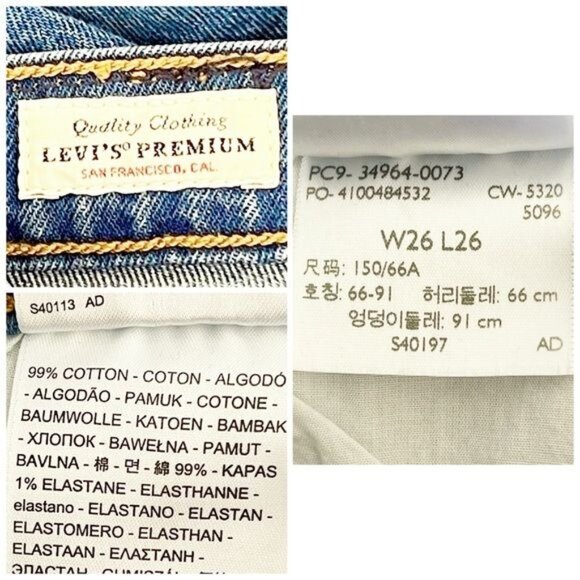 Quality Clothing
LEVI'S® PREMIUM
SAN FRANCISCO, CAL.
S40113 AD
99% COTTON - COTON - ALGODÓ
- ALGODÃO - PAMUK - COTONE -
BAUMWOLLE - KATOEN - BAMBAK
- ХЛОПОК - BAWEŁNA - PAMUT -
BAVLNA - 棉 - 면 - 綿 99% - KAPAS
1% ELASTANE - ELASTHANNE -
elastano - ELASTANO - ELASTAN -
ELASTOMERO - ELASTHAN -
ELASTAAN - ΕΛΑΣΤΑΝΗ -
ЭЛАСТАН
PC9- 34964-0073
PO- 4100484532 CW- 5320
5096
W26 L26
尺码: 150/66A
호칭: 66-91 허리둘레: 66 cm
엉덩이둘레: 91 cm
S40197 AD